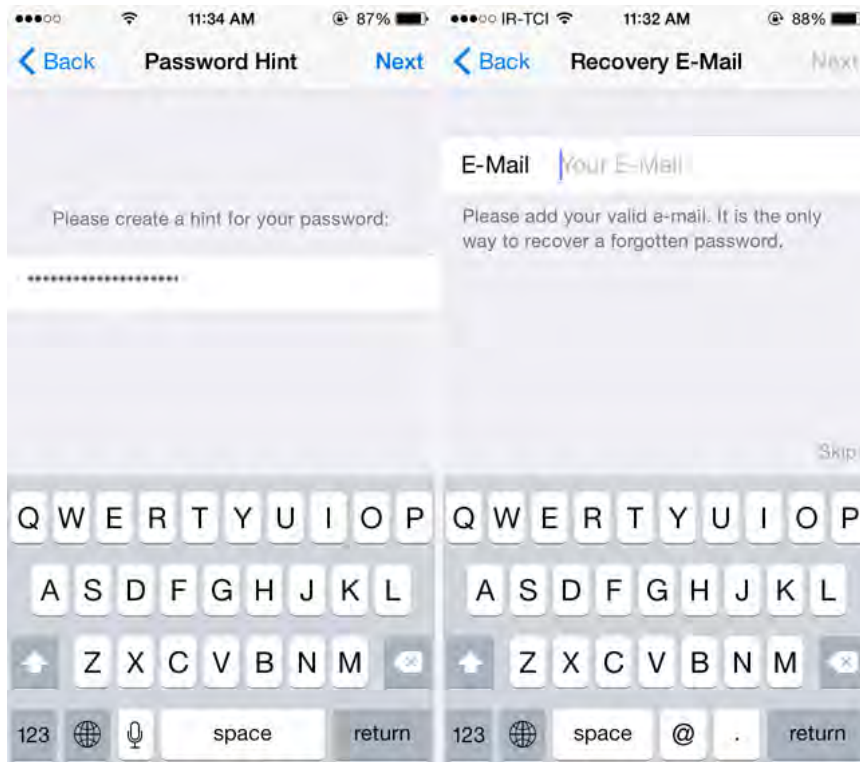 11:34 AM 87%
Back Password Hint Next
Please create a hint for your password:
Q W E R T Y U I O P
A S D F G H J K L
Z X C V B N M
123 space return
IR-TCI 11:32 AM 88%
Back Recovery E-Mail Next
E-Mail Your E-Mail
Please add your valid e-mail. It is the only
way to recover a forgotten password.
Skip
Q W E R T Y U I O P
A S D F G H J K L
Z X C V B N M
123 space @ . return